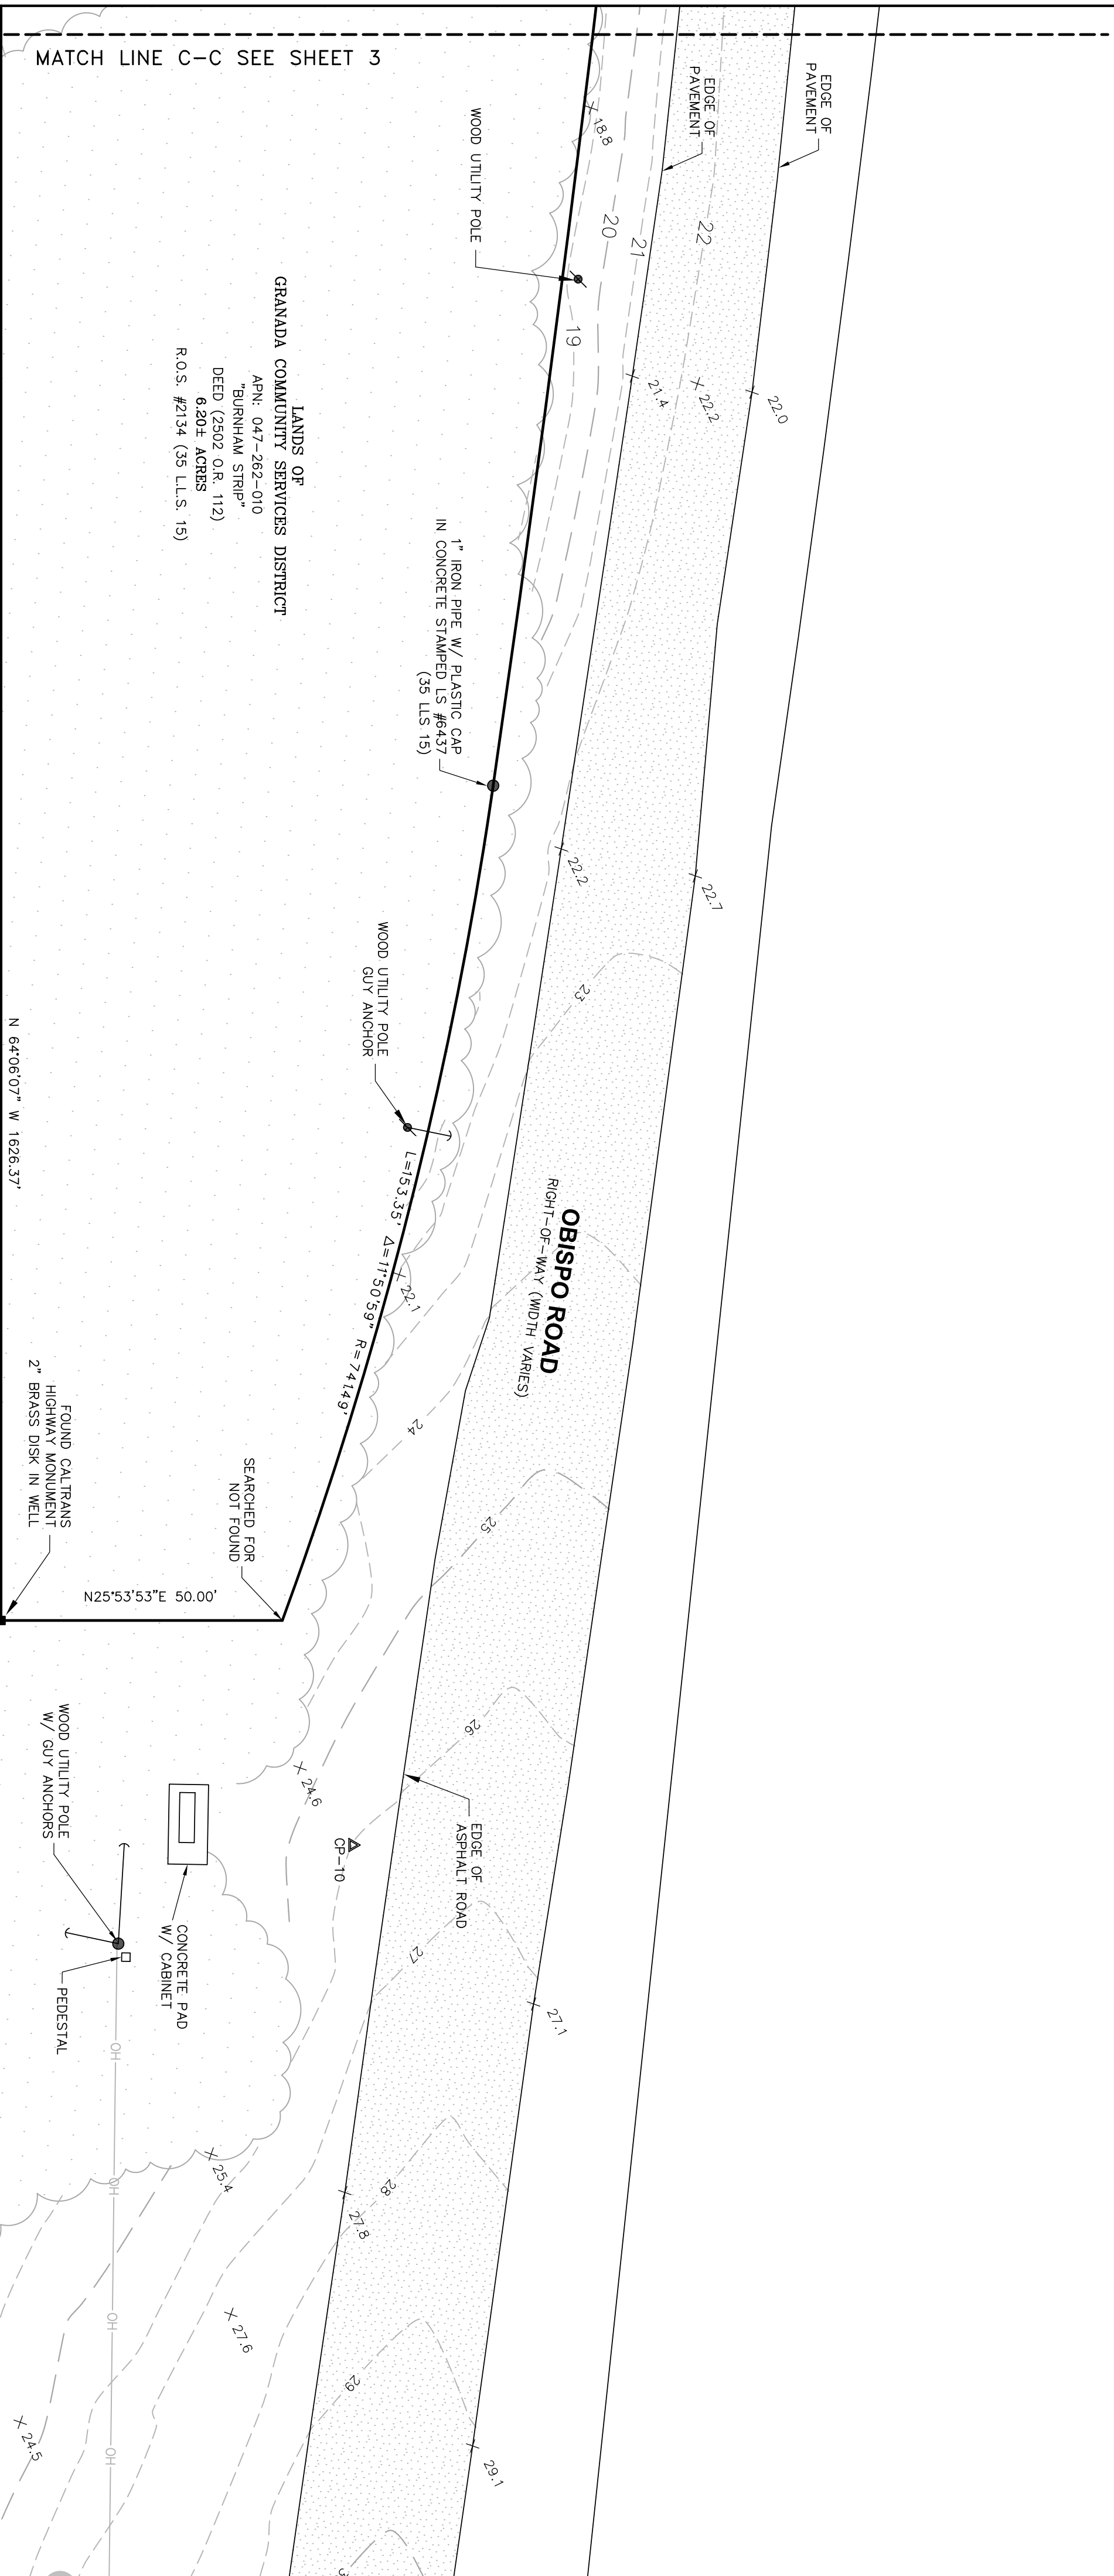 MATCH LINE C-C SEE SHEET 3
EDGE OF
PAVEMENT
EDGE OF
PAVEMENT
WOOD UTILITY POLE
18.8
20
21
22
19
21.4
22.2
22.0
LANDS OF
GRANADA COMMUNITY SERVICES DISTRICT
APN: 047-262-010
"BURNHAM STRIP"
DEED (2502 O.R. 112)
6.20± ACRES
R.O.S. #2134 (35 L.L.S. 15)
1" IRON PIPE W/ PLASTIC CAP
IN CONCRETE STAMPED LS #6437
(35 LLS 15)
22.2
22.7
23
WOOD UTILITY POLE
GUY ANCHOR
N 64°06'07" W 1626.37'
L=153.35' Δ=11°50'59" R=741.49'
22.1
OBISPO ROAD
RIGHT-OF-WAY (WIDTH VARIES)
24
25
FOUND CALTRANS
HIGHWAY MONUMENT
2" BRASS DISK IN WELL
SEARCHED FOR
NOT FOUND
N25°53'53"E 50.00'
26
WOOD UTILITY POLE
W/ GUY ANCHORS
24.6
CP-10
EDGE OF
ASPHALT ROAD
CONCRETE PAD
W/ CABINET
PEDESTAL
27
27.1
OH
OH
25.4
28
27.8
OH
27.6
29
24.5
OH
29.1